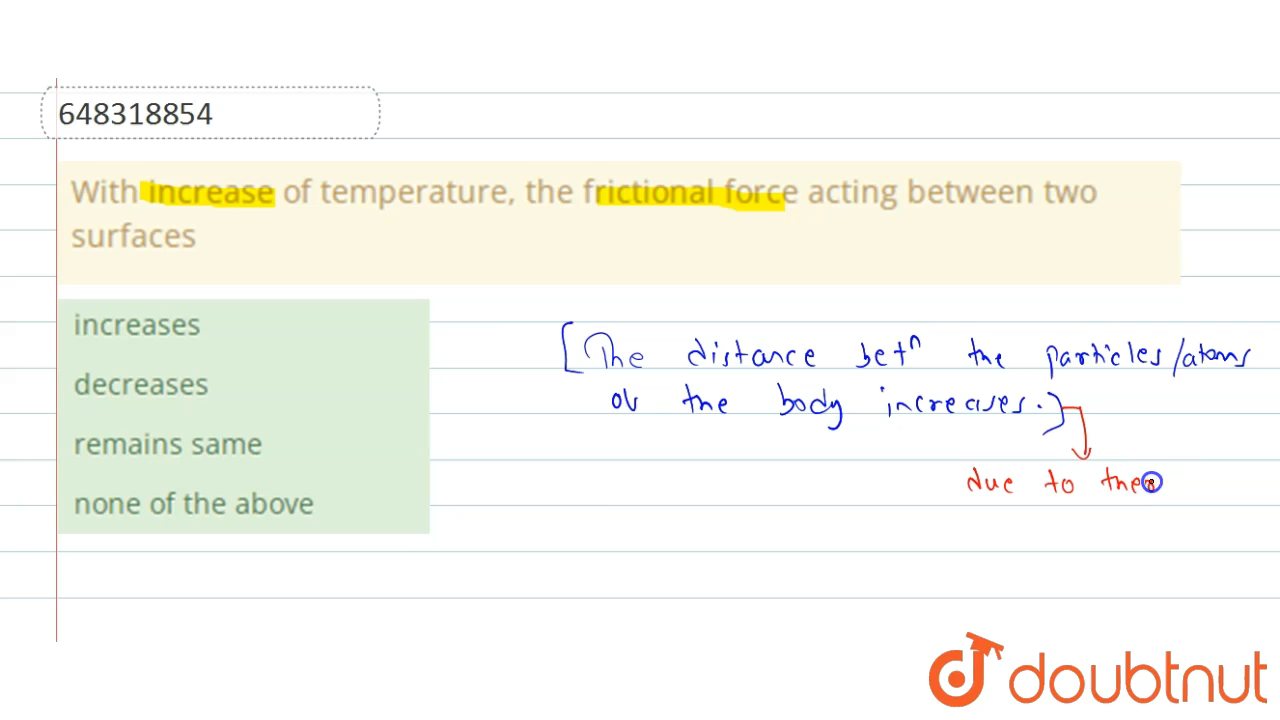 648318854
With increase of temperature, the frictional force acting between two
surfaces
increases
decreases
remains same
none of the above
[The distance betⁿ the particles/atoms
of the body increases.}
due to ther
doubtnut